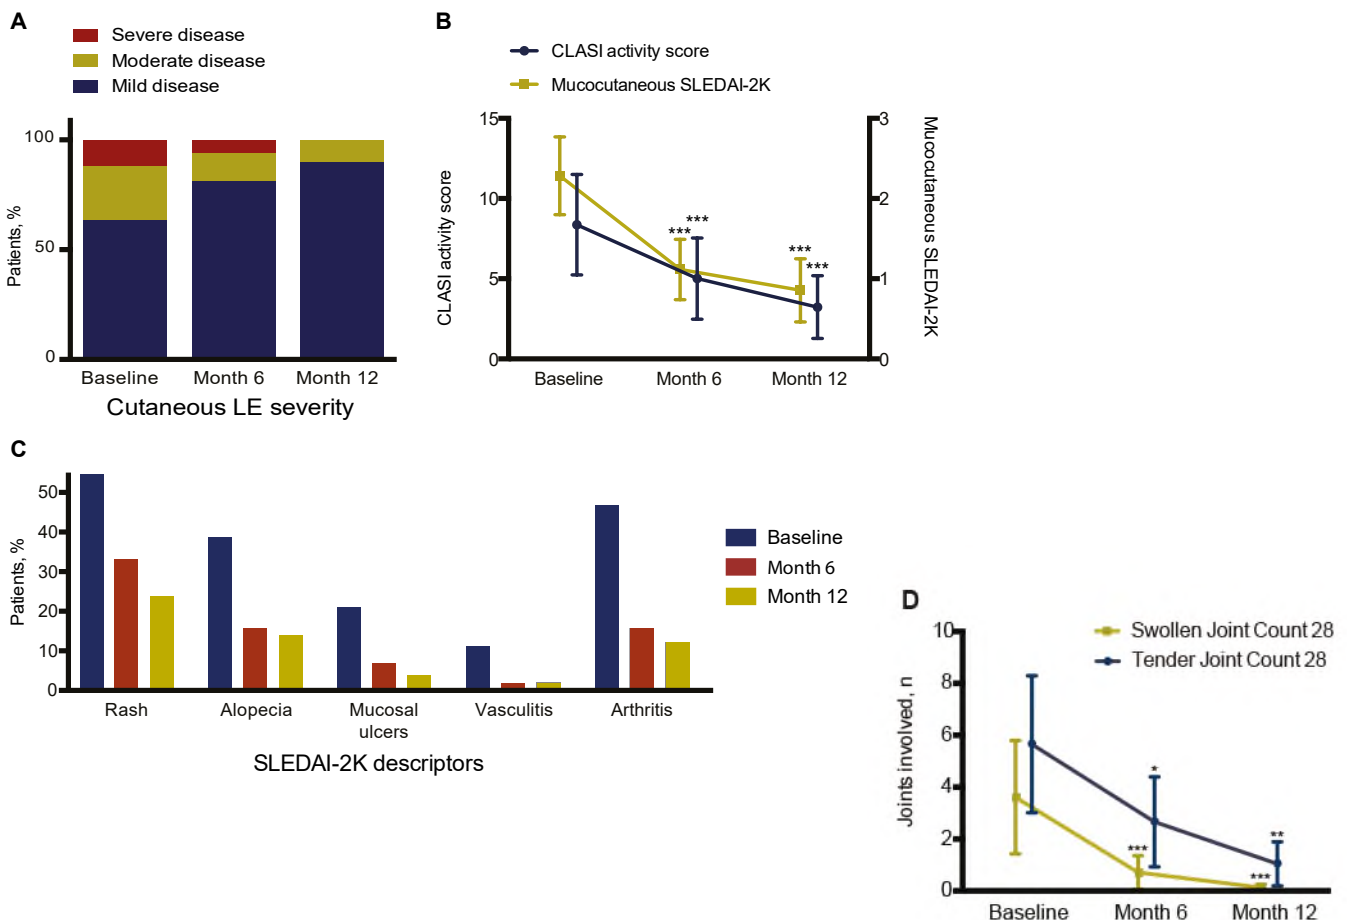 A
Severe disease
Moderate disease
Mild disease
100
50
0
Patients, %
Baseline Month 6 Month 12
Cutaneous LE severity
B
CLASI activity score
Mucocutaneous SLEDAI-2K
15
10
5
0
CLASI activity score
3
2
1
0
Mucocutaneous SLEDAI-2K
*** ***
*** ***
Baseline Month 6 Month 12
C
50
40
30
20
10
0
Patients, %
Rash Alopecia Mucosal ulcers Vasculitis Arthritis
SLEDAI-2K descriptors
Baseline
Month 6
Month 12
D
Swollen Joint Count 28
Tender Joint Count 28
10
8
6
4
2
0
Joints involved, n
*
***
**
***
Baseline Month 6 Month 12